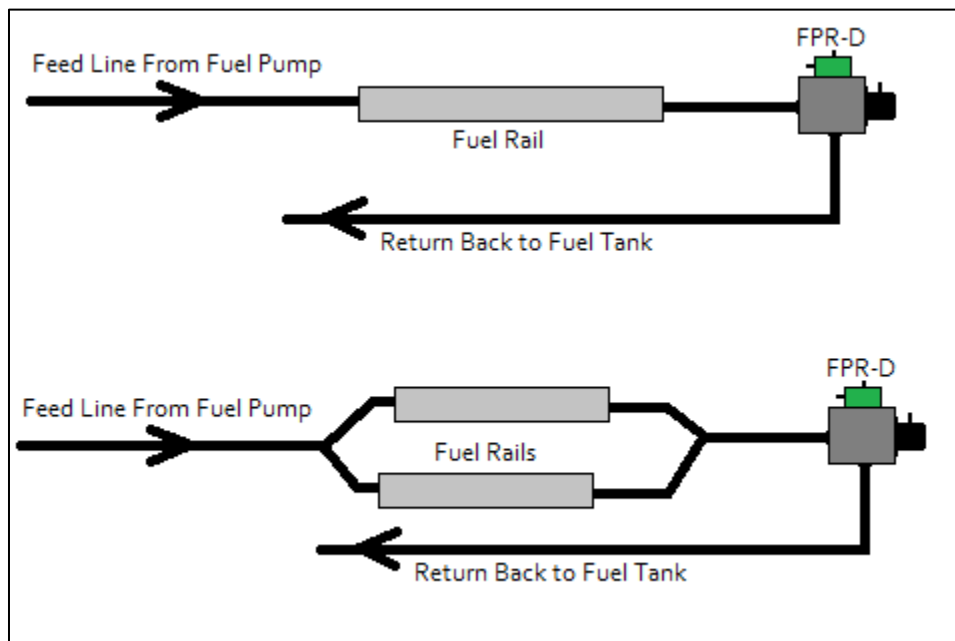 FPR-D
Feed Line From Fuel Pump
Fuel Rail
Return Back to Fuel Tank
FPR-D
Feed Line From Fuel Pump
Fuel Rails
Return Back to Fuel Tank